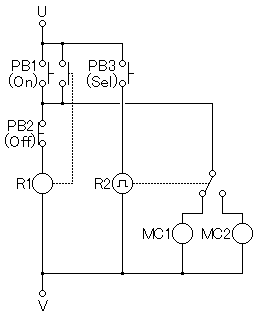 U
PB1
(On)
PB3
(Sel)
PB2
(Off)
R1
R2
MC1
MC2
V